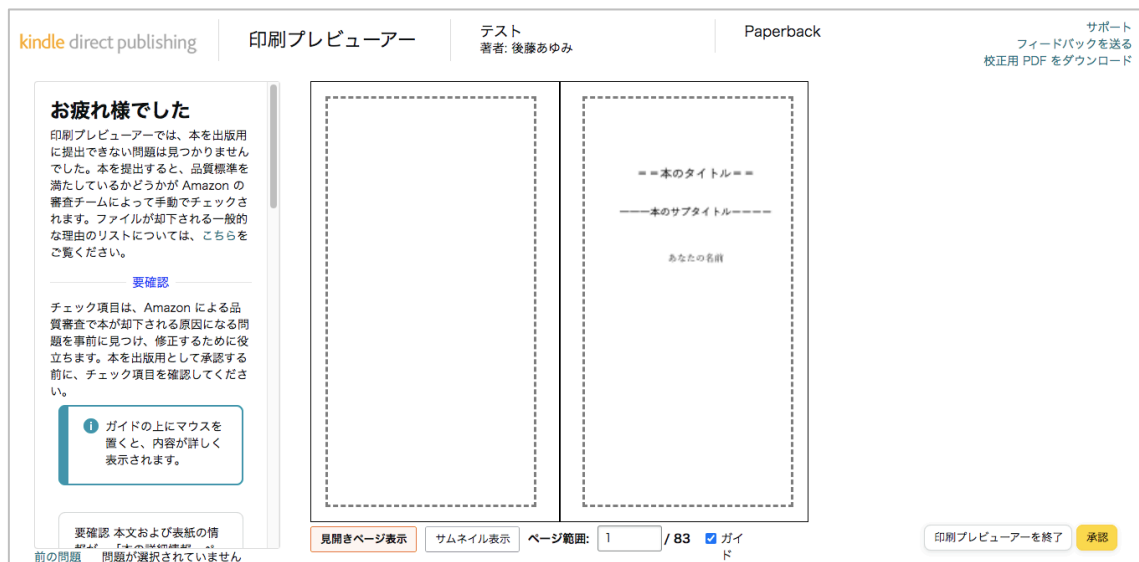 kindle direct publishing
印刷プレビューアー
テスト
著者: 後藤あゆみ
Paperback
サポート
フィードバックを送る
校正用 PDF をダウンロード
お疲れ様でした
印刷プレビューアーでは、本を出版用
に提出できない問題は見つかりません
でした。本を提出すると、品質標準を
満たしているかどうかが Amazon の
審査チームによって手動でチェックさ
れます。ファイルが却下される一般的
な理由のリストについては、こちらを
ご覧ください。
要確認
チェック項目は、Amazon による品
質審査で本が却下される原因になる問
題を事前に見つけ、修正するために役
立ちます。本を出版用として承認する
前に、チェック項目を確認してくださ
い。
ガイドの上にマウスを
置くと、内容が詳しく
表示されます。
要確認 本文および表紙の情
前の問題 問題が選択されていません
==本のタイトル==
ーーー本のサブタイトルーーーー
あなたの名前
見開きページ表示 サムネイル表示 ページ範囲: 1 / 83 ガイ
ド
印刷プレビューアーを終了 承認